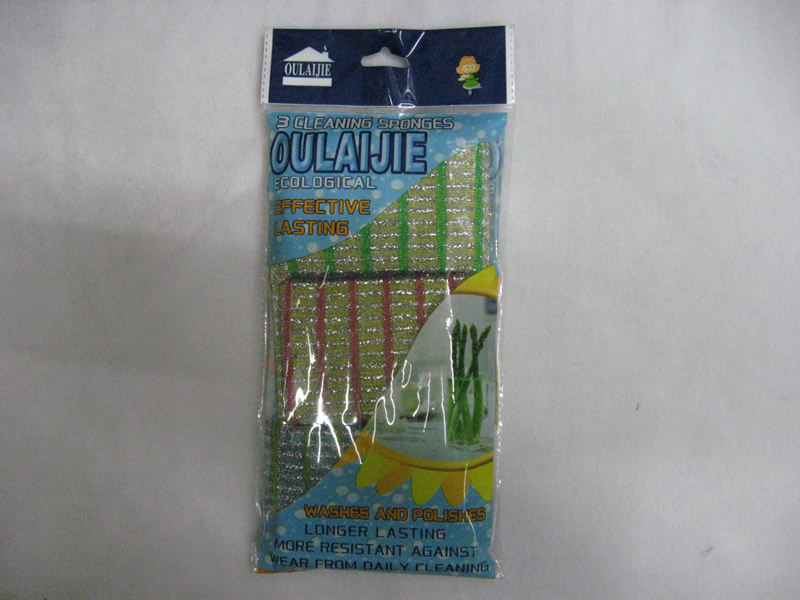 OULAIJIE
3 CLEANING SPONGES
OULAIJIE
ECOLOGICAL
EFFECTIVE
LASTING
WASHES AND POLISHES
LONGER LASTING
MORE RESISTANT AGAINST
WEAR FROM DAILY CLEANING